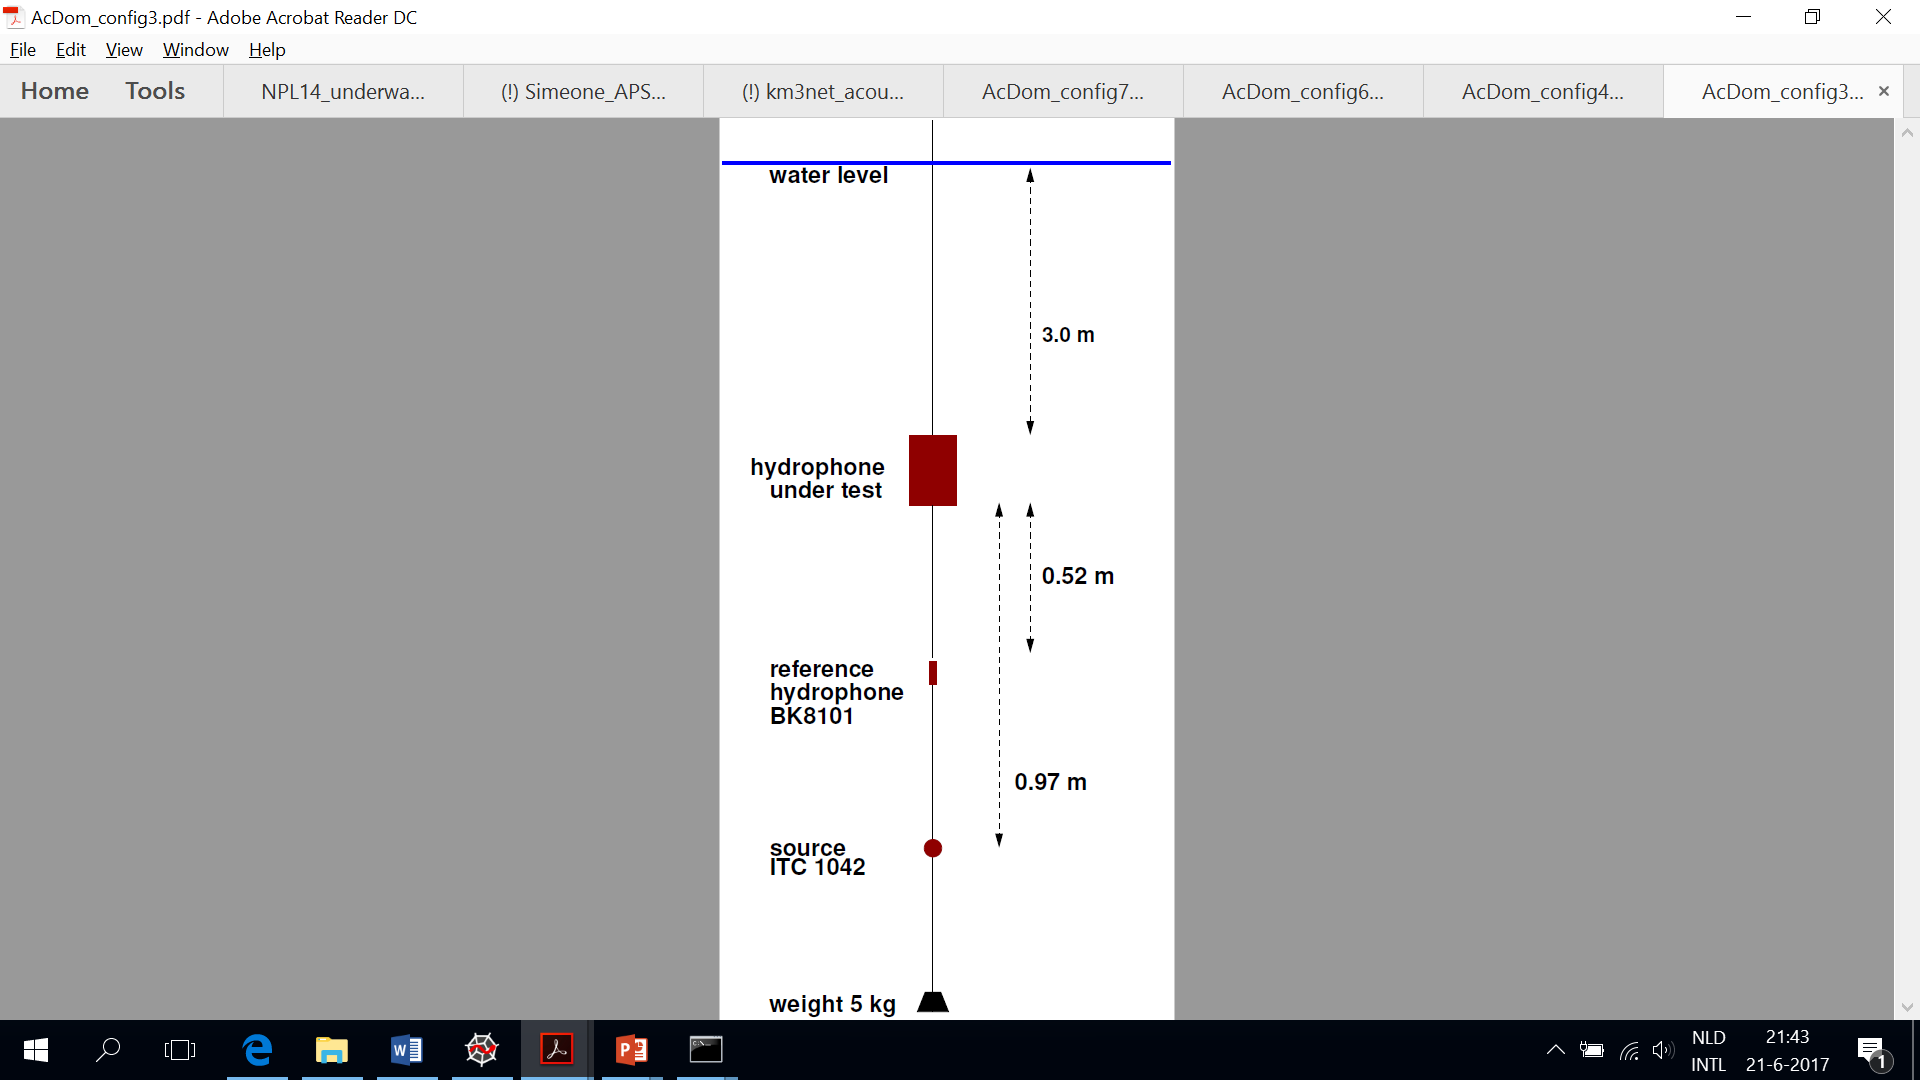 AcDom_config3.pdf - Adobe Acrobat Reader DC
File Edit View Window Help
Home Tools NPL14_underwa... (!) Simeone_APS... (!) km3net_acou... AcDom_config7... AcDom_config6... AcDom_config4... AcDom_config3...
water level
3.0 m
hydrophone
under test
0.52 m
reference
hydrophone
BK8101
0.97 m
source
ITC 1042
weight 5 kg
NLD 21:43
INTL 21-6-2017
1